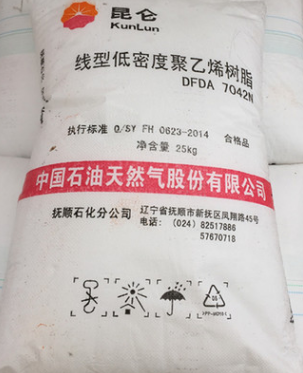 昆仑
KunLun
线型低密度聚乙烯树脂
DFDA 7042N
执行标准 Q/SY FH 0623-2014 合格品
净含量 25kg
中国石油天然气股份有限公司
抚顺石化分公司 辽宁省抚顺市新抚区凤翔路45号
电话: (024) 82517886
57670718